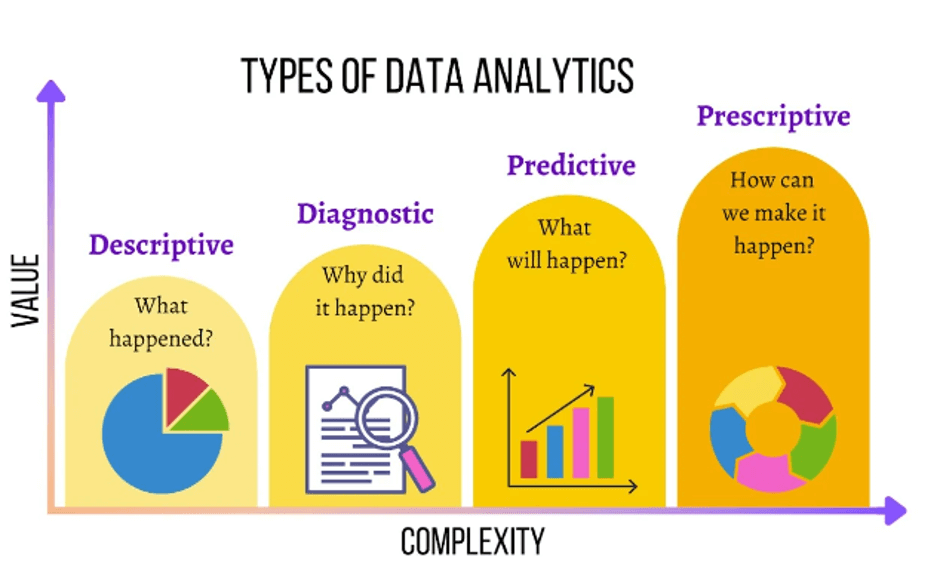 TYPES OF DATA ANALYTICS
VALUE
Descriptive
What
happened?
Diagnostic
Why did
it happen?
Predictive
What
will happen?
Prescriptive
How can
we make it
happen?
COMPLEXITY